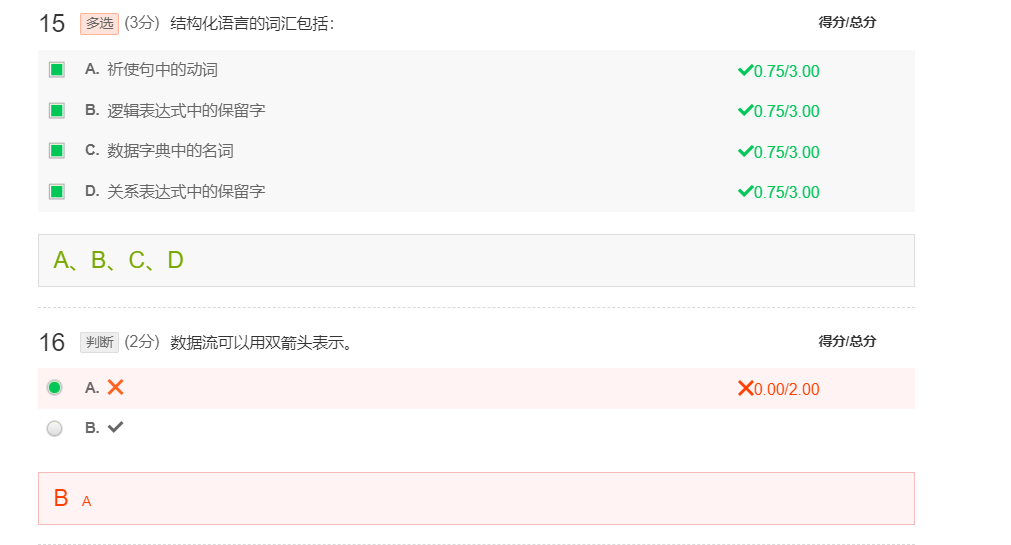 15 多选 (3分) 结构化语言的词汇包括： 得分/总分
A. 祈使句中的动词 0.75/3.00
B. 逻辑表达式中的保留字 0.75/3.00
C. 数据字典中的名词 0.75/3.00
D. 关系表达式中的保留字 0.75/3.00
A、B、C、D
16 判断 (2分) 数据流可以用双箭头表示。 得分/总分
A. 0.00/2.00
B.
B A